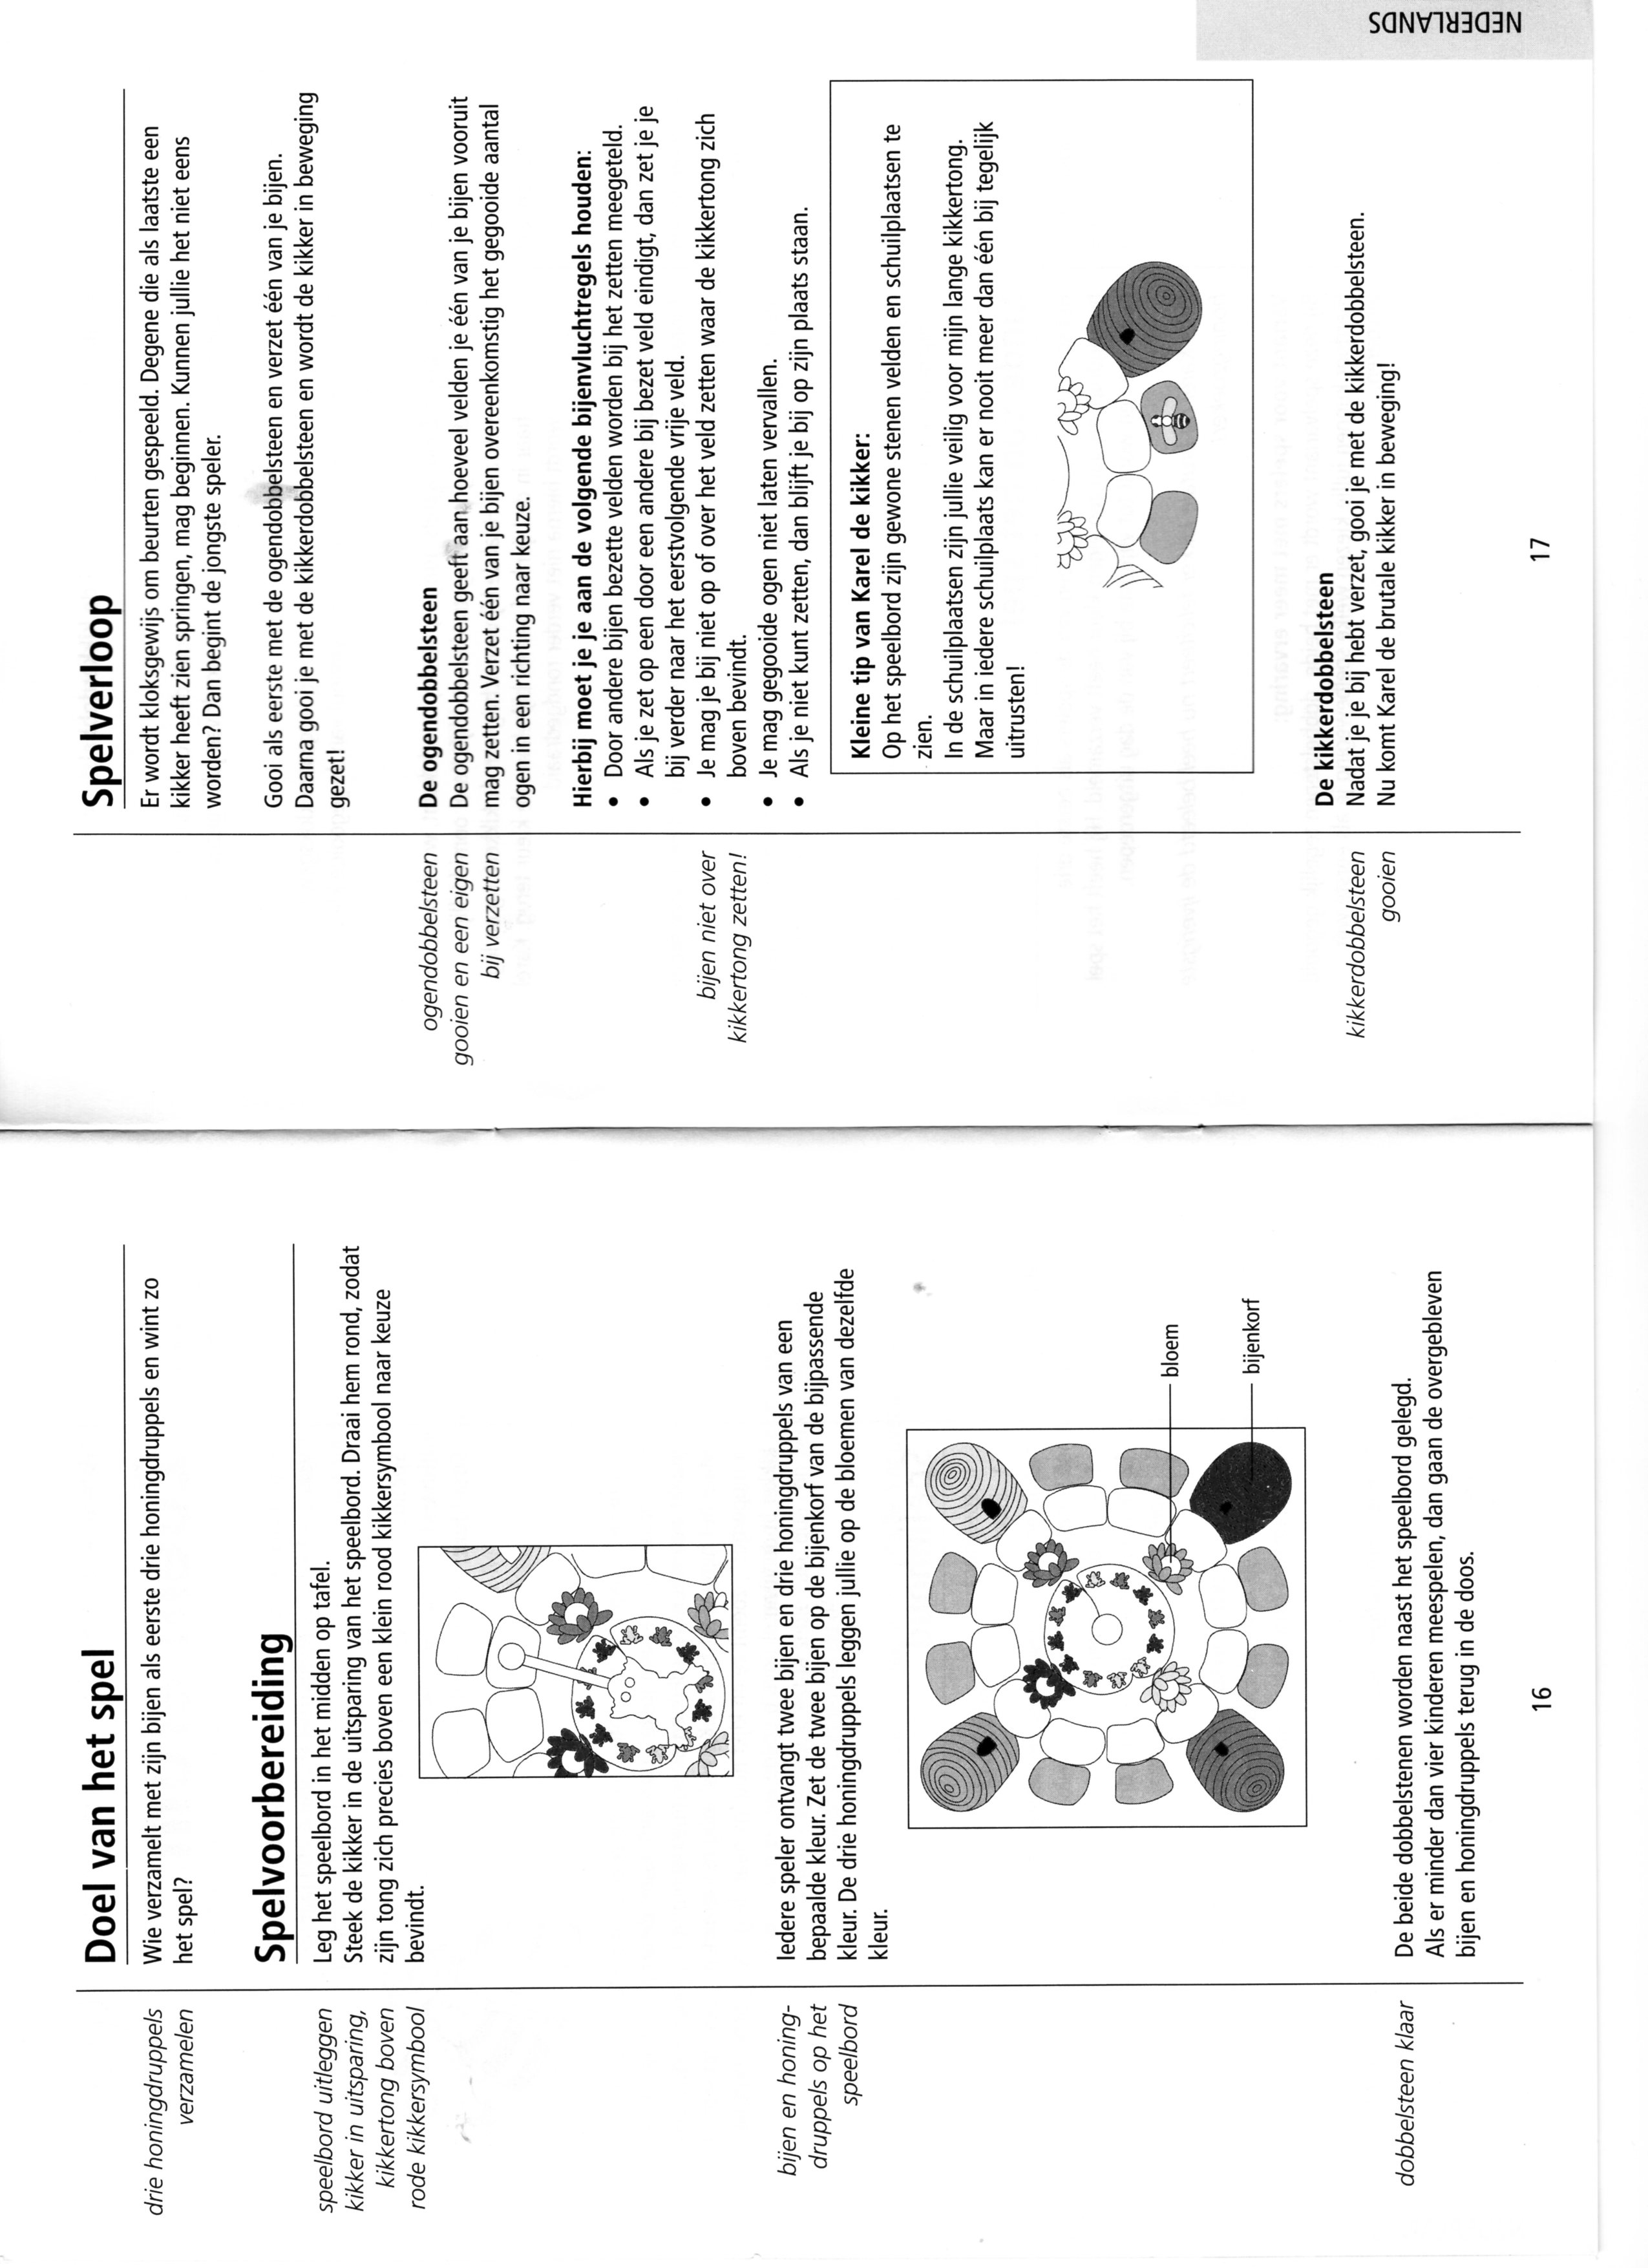 Doel van het spel
drie honingdruppels
verzamelen
Wie verzamelt met zijn bijen als eerste drie honingdruppels en wint zo
het spel?
Spelvoorbereiding
speelbord uitleggen
kikker in uitsparing,
kikkertong boven
rode kikkersymbool
Leg het speelbord in het midden op tafel.
Steek de kikker in de uitsparing van het speelbord. Draai hem rond, zodat
zijn tong zich precies boven een klein rood kikkersymbool naar keuze
bevindt.
bijen en honing-
druppels op het
speelbord
Iedere speler ontvangt twee bijen en drie honingdruppels van een
bepaalde kleur. Zet de twee bijen op de bijenkorf van de bijpassende
kleur. De drie honingdruppels leggen jullie op de bloemen van dezelfde
kleur.
bloem
bijenkorf
dobbelsteen klaar
De beide dobbelstenen worden naast het speelbord gelegd.
Als er minder dan vier kinderen meespelen, dan gaan de overgebleven
bijen en honingdruppels terug in de doos.
16
Spelverloop
Er wordt kloksgewijs om beurten gespeeld. Degene die als laatste een
kikker heeft zien springen, mag beginnen. Kunnen jullie het niet eens
worden? Dan begint de jongste speler.
Gooi als eerste met de ogendobbelsteen en verzet één van je bijen.
Daarna gooi je met de kikkerdobbelsteen en wordt de kikker in beweging
gezet!
ogendobbelsteen
gooien en een eigen
bij verzetten
De ogendobbelsten
De ogendobbelsteen geeft aan hoeveel velden je één van je bijen vooruit
mag zetten. Verzet één van je bijen overeenkomstig het gegooide aantal
ogen in een richting naar keuze.
Hierbij moet je je aan de volgende bijenvluchtregels houden:
• Door andere bijen bezette velden worden bij het zetten meegeteld.
• Als je zet op een door een andere bij bezet veld eindigt, dan zet je je
bij verder naar het eerstvolgende vrije veld.
bijen niet over
kikkertong zetten!
• Je mag je bij niet op of over het veld zetten waar de kikkertong zich
boven bevindt.
• Je mag gegooide ogen niet laten vervallen.
• Als je niet kunt zetten, dan blijft je bij op zijn plaats staan.
Kleine tip van Karel de kikker:
Op het speelbord zijn gewone stenen velden en schuilplaatsen te
zien.
In de schuilplaatsen zijn jullie veilig voor mijn lange kikkertong.
Maar in iedere schuilplaats kan er nooit meer dan één bij tegelijk
uitrusten!
kikkerdobbelsteen
gooien
De kikkerdobbelsteen
Nadat je je bij hebt verzet, gooi je met de kikkerdobbelsteen.
Nu komt Karel de brutale kikker in beweging!
17
NEDERLANDS